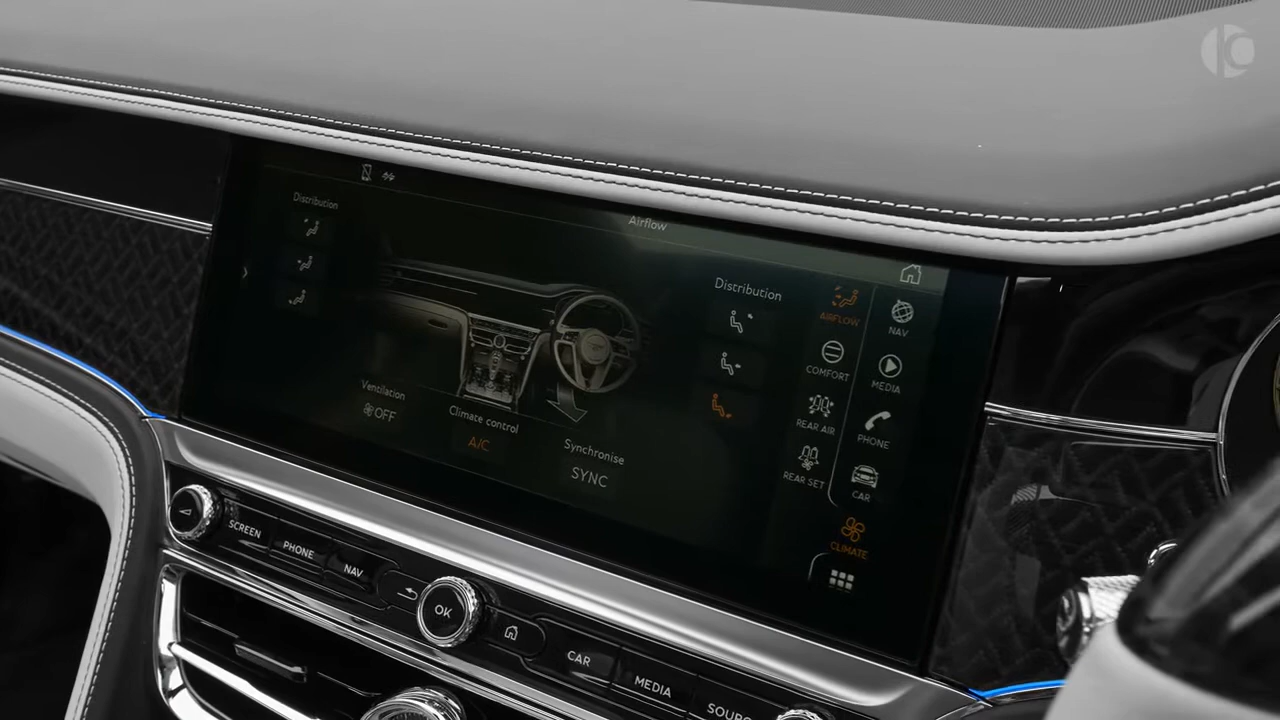 Distribution
Airflow
Distribution
AIRFLOW
NAV
COMFORT
MEDIA
REAR AIR
PHONE
REAR SET
CAR
CLIMATE
Ventilation
OFF
Climate control
A/C
Synchronise
SYNC
SCREEN
PHONE
NAV
OK
CAR
MEDIA